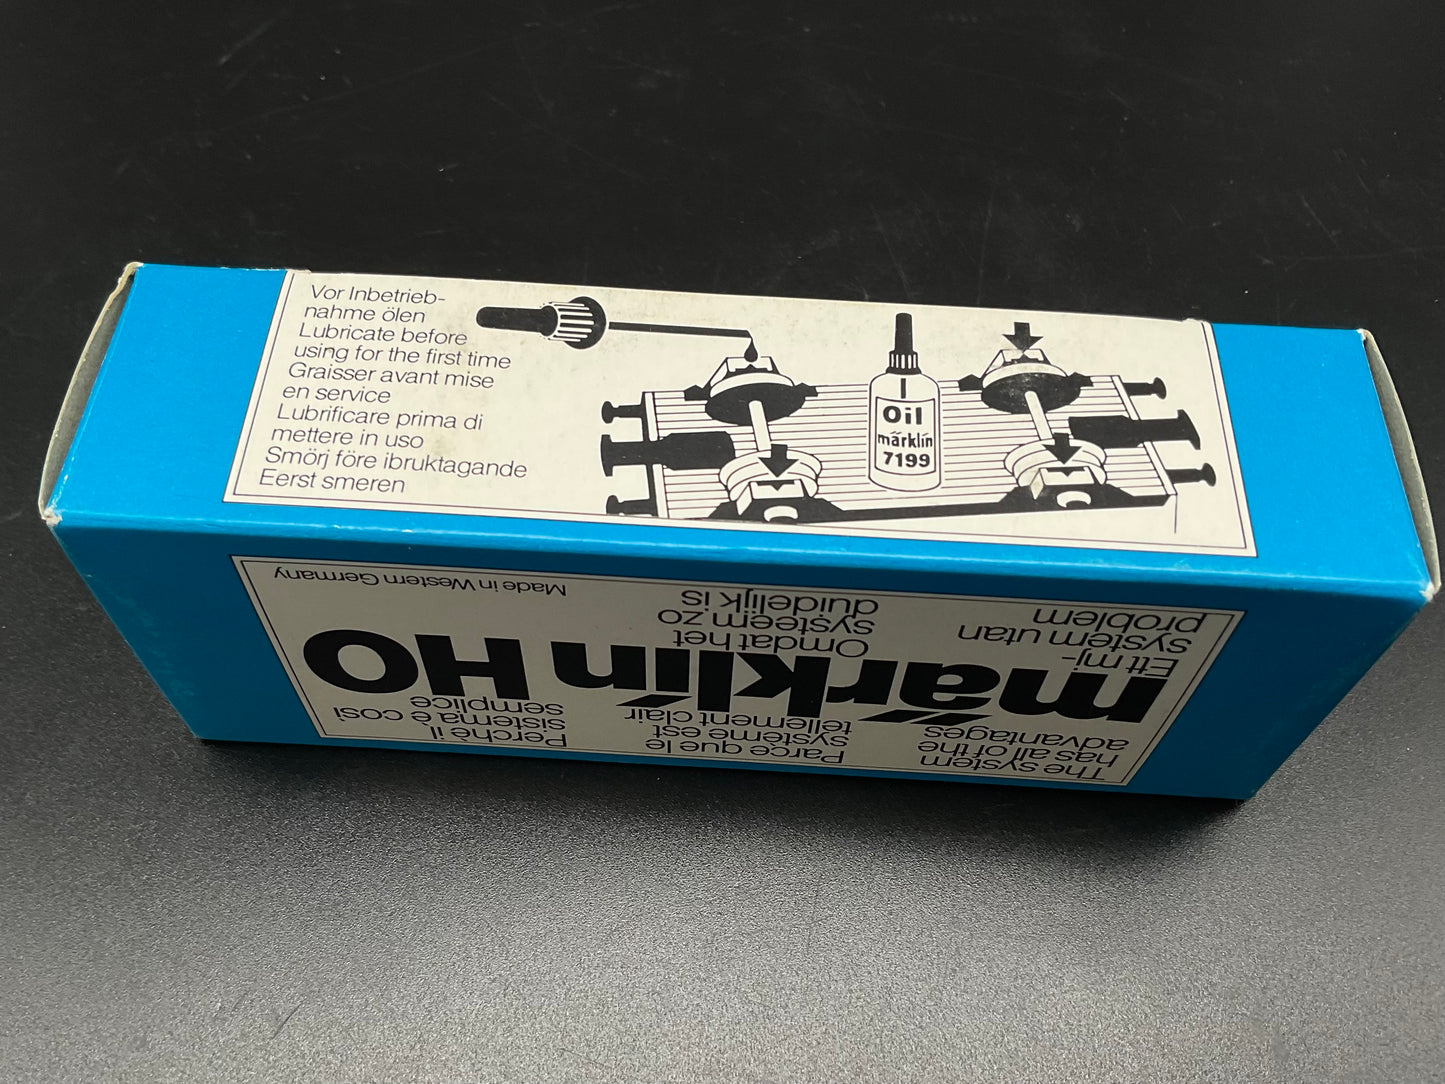 Vor Inbetrieb-
nahme ölen
Lubricate before
using for the first time
Graisser avant mise
en service
Lubrificare prima di
mettere in uso
Smörj före ibruktagande
Eerst smeren
Oil
märklin
7199
The system
has all of the
advantages
Parce que le
système est
tellement clair
Perché il
sistema è così
semplice
märklin HO
Ett mj-
system utan
problem
Omdat het
systeem zo
duidelijk is
Made in Western Germany